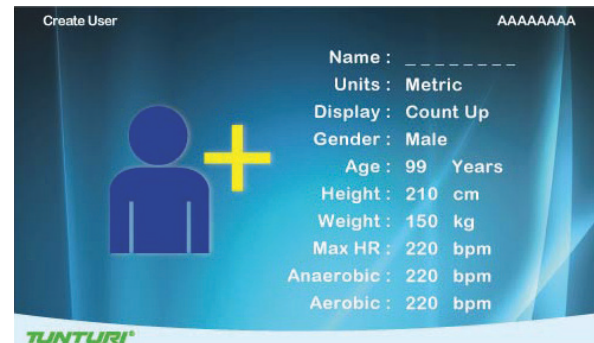 Create User
AAAAAAAA
Name : _ _ _ _ _ _ _ _
Units : Metric
Display : Count Up
Gender : Male
Age : 99 Years
Height : 210 cm
Weight : 150 kg
Max HR : 220 bpm
Anaerobic : 220 bpm
Aerobic : 220 bpm
TUNTURI®